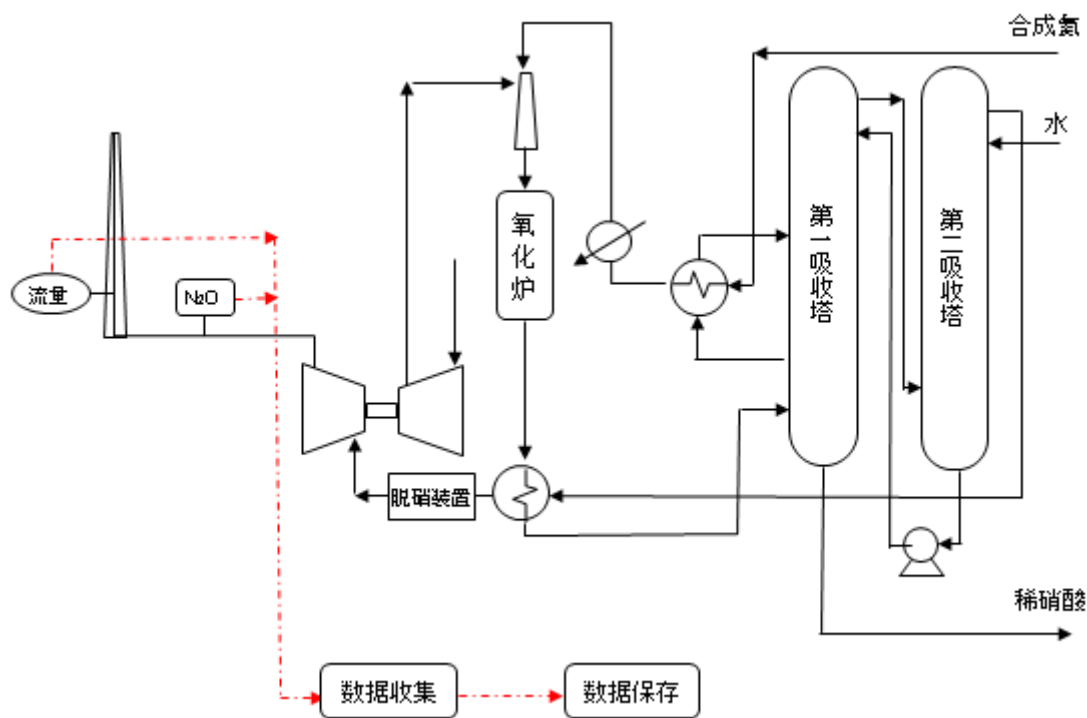 合成氨
水
氧化炉
第1吸收塔
第二吸收塔
流量
N₂O
脱硝装置
稀硝酸
数据收集
数据保存